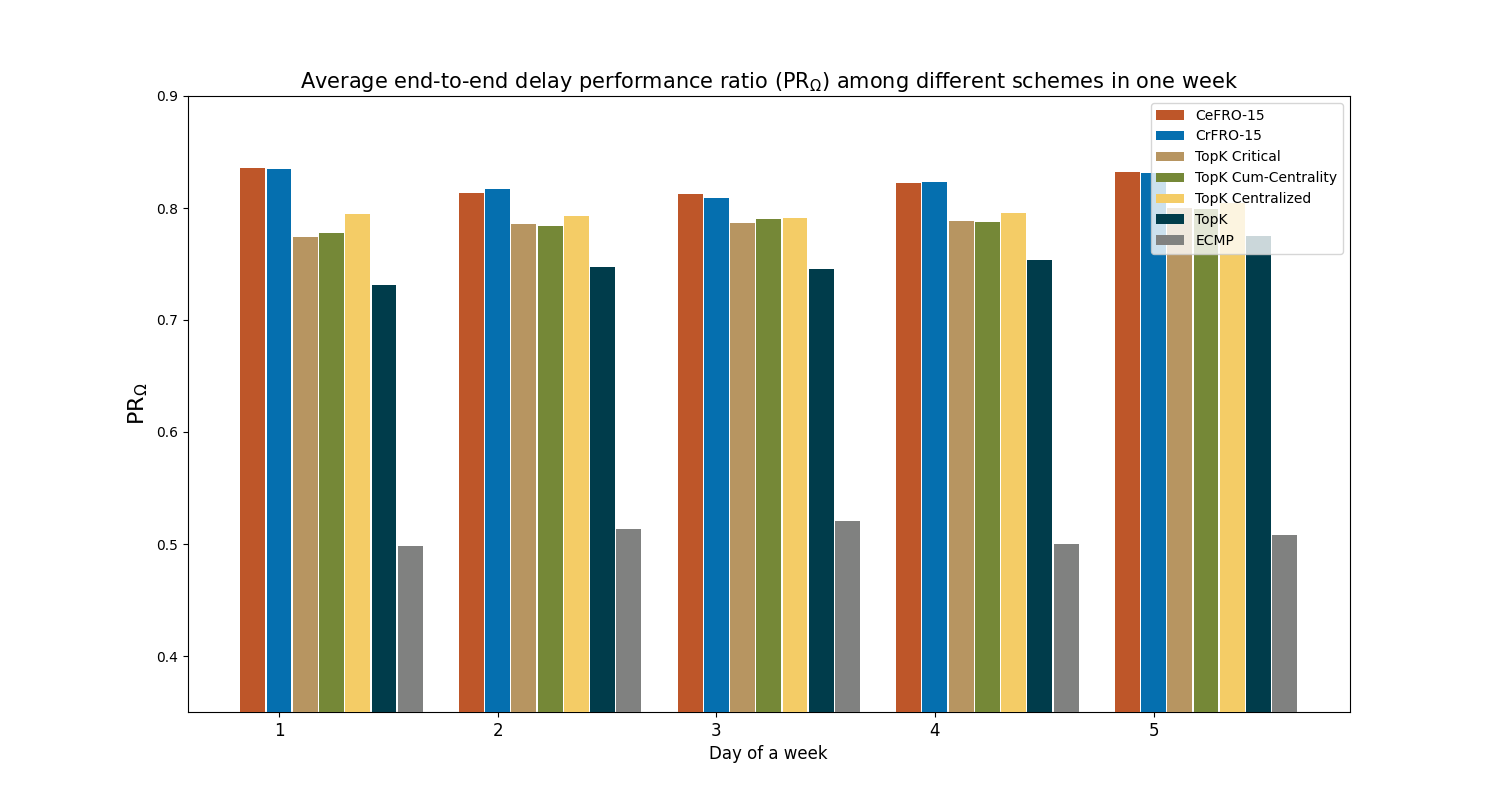 Average end-to-end delay performance ratio (PR_Ω) among different schemes in one week
0.9
0.8
0.7
0.6
0.5
0.4
PR_Ω
CeFRO-15
CrFRO-15
TopK Critical
TopK Cum-Centrality
TopK Centralized
TopK
ECMP
1 2 3 4 5
Day of a week